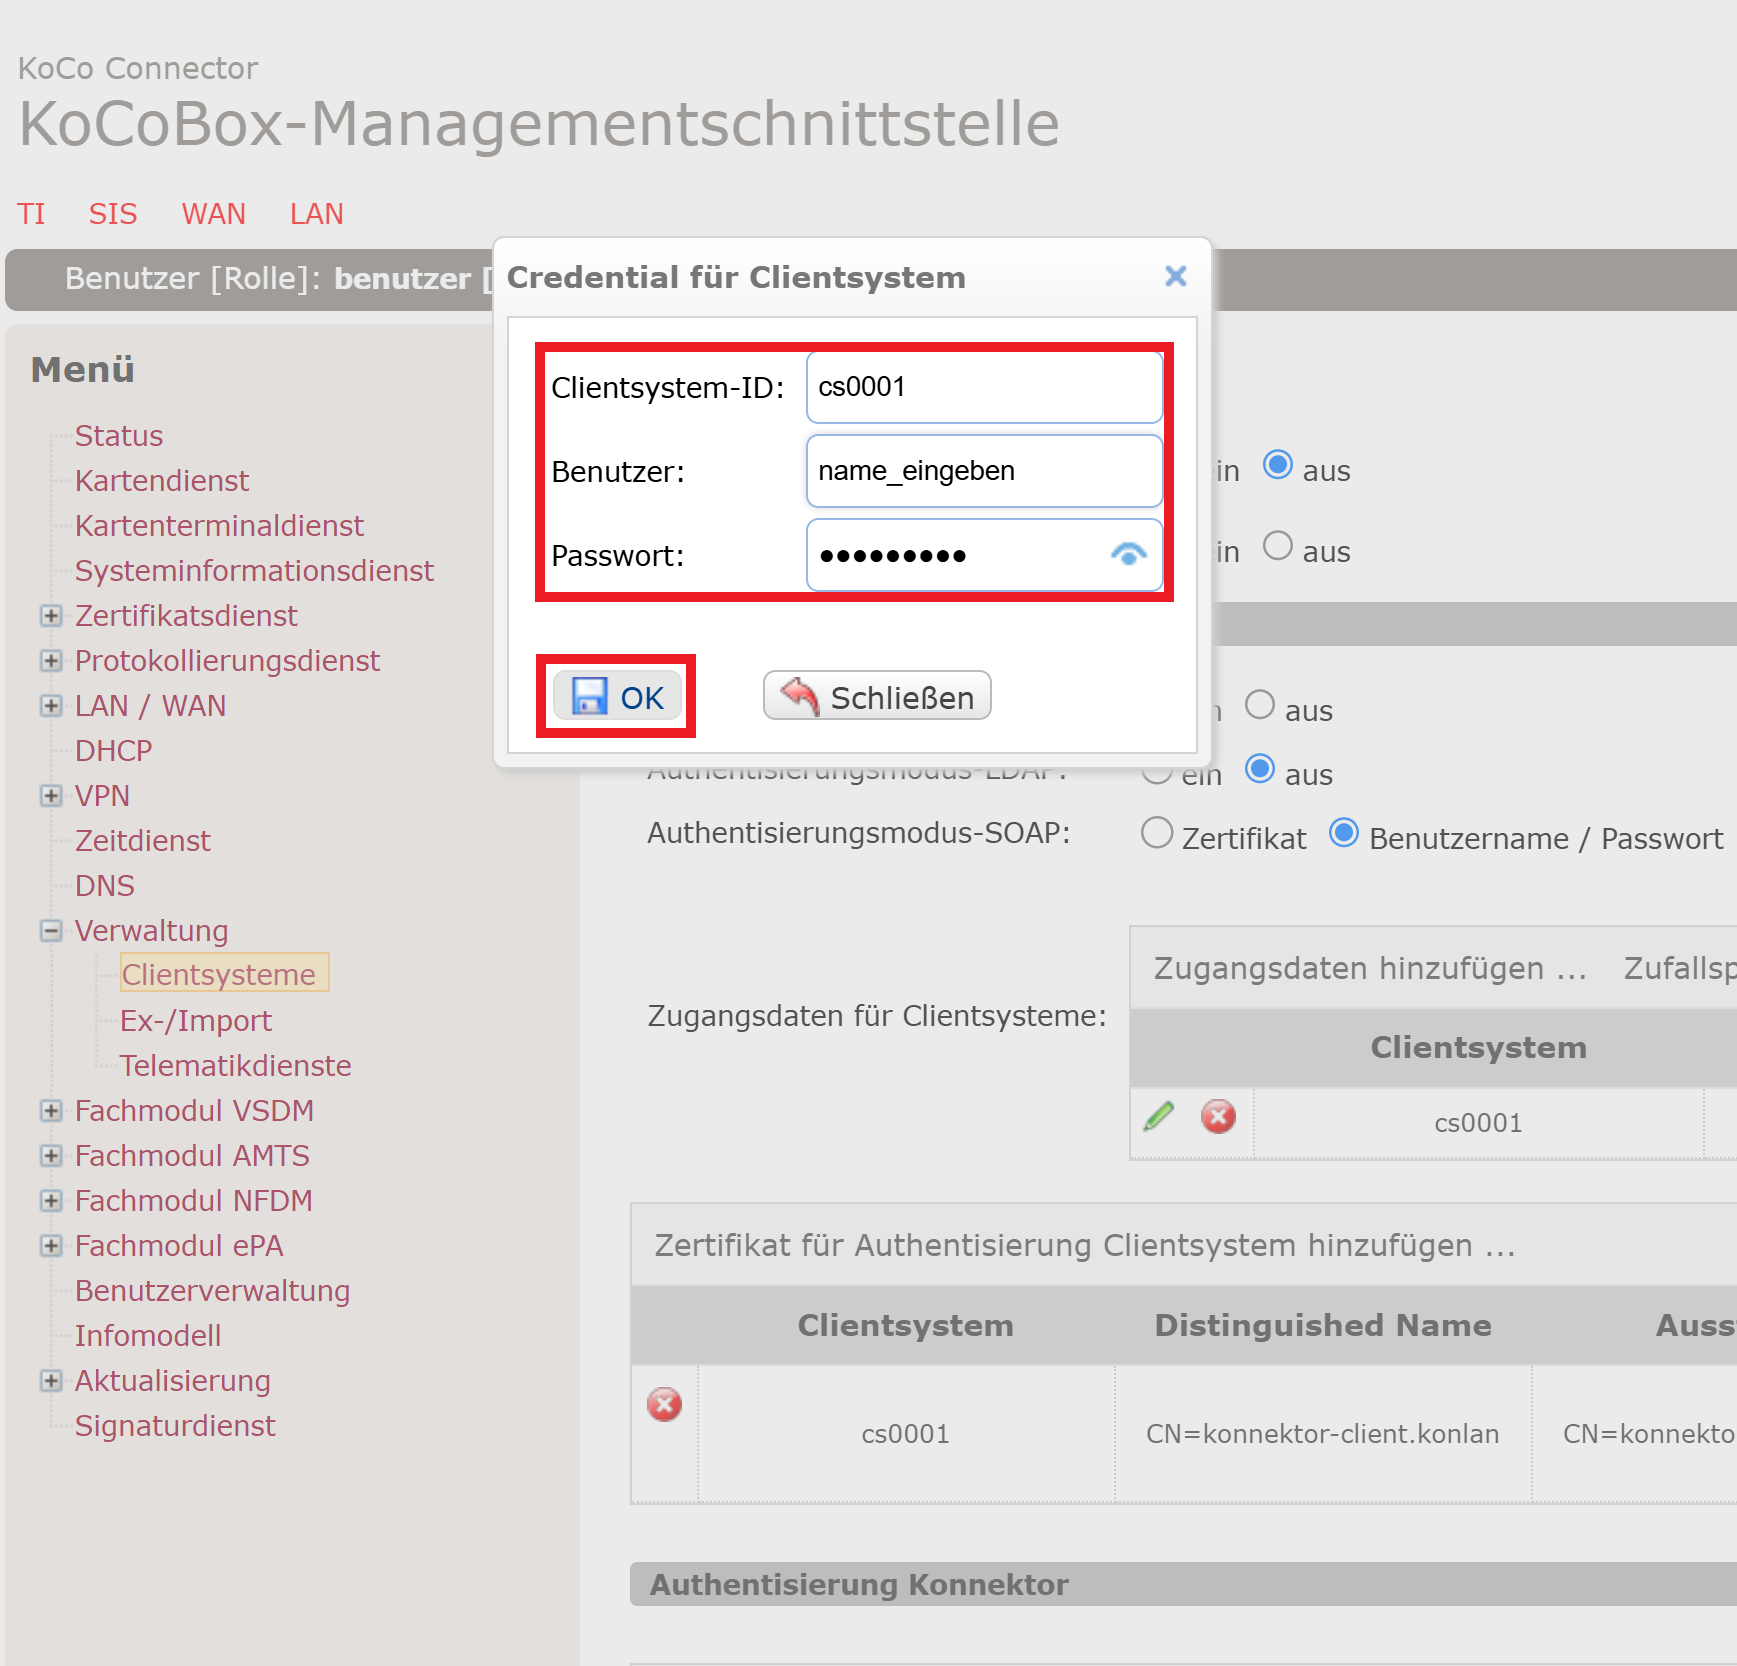 KoCo Connector
KoCoBox-Managementschnittstelle
TI SIS WAN LAN
Benutzer [Rolle]: benutzer [
Credential für Clientsystem
Clientsystem-ID: cs0001
Benutzer: name_eingeben
Passwort: •••••••••
OK Schließen
Menü
Status
Kartendienst
Kartenterminaldienst
Systeminformationsdienst
Zertifikatsdienst
Protokollierungsdienst
LAN / WAN
DHCP
VPN
Zeitdienst
DNS
Verwaltung
Clientsysteme
Ex-/Import
Telematikdienste
Fachmodul VSDM
Fachmodul AMTS
Fachmodul NFDM
Fachmodul ePA
Benutzerverwaltung
Infomodell
Aktualisierung
Signaturdienst
in aus
in aus
aus
Authentisierungsmodus-LDAP: ein aus
Authentisierungsmodus-SOAP: Zertifikat Benutzername / Passwort
Zugangsdaten für Clientsysteme:
Zugangsdaten hinzufügen ... Zufallsp
Clientsystem
cs0001
Zertifikat für Authentisierung Clientsystem hinzufügen ...
Clientsystem Distinguished Name Auss
cs0001 CN=konnektor-client.konlan CN=konnekto
Authentisierung Konnektor